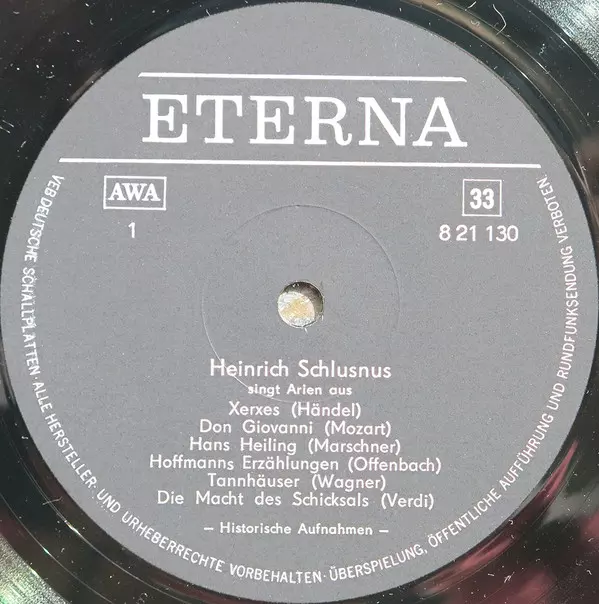 ETERNA
AWA
33
1
8 21 130
Heinrich Schlusnus
singt Arien aus
Xerxes (Händel)
Don Giovanni (Mozart)
Hans Heiling (Marschner)
Hoffmanns Erzählungen (Offenbach)
Tannhäuser (Wagner)
Die Macht des Schicksals (Verdi)
— Historische Aufnahmen —
VEB DEUTSCHE SCHALLPLATTEN · ALLE HERSTELLER- UND URHEBERRECHTE VORBEHALTEN · ÜBERSPIELUNG, ÖFFENTLICHE AUFFÜHRUNG UND RUNDFUNKSENDUNG VERBOTEN.